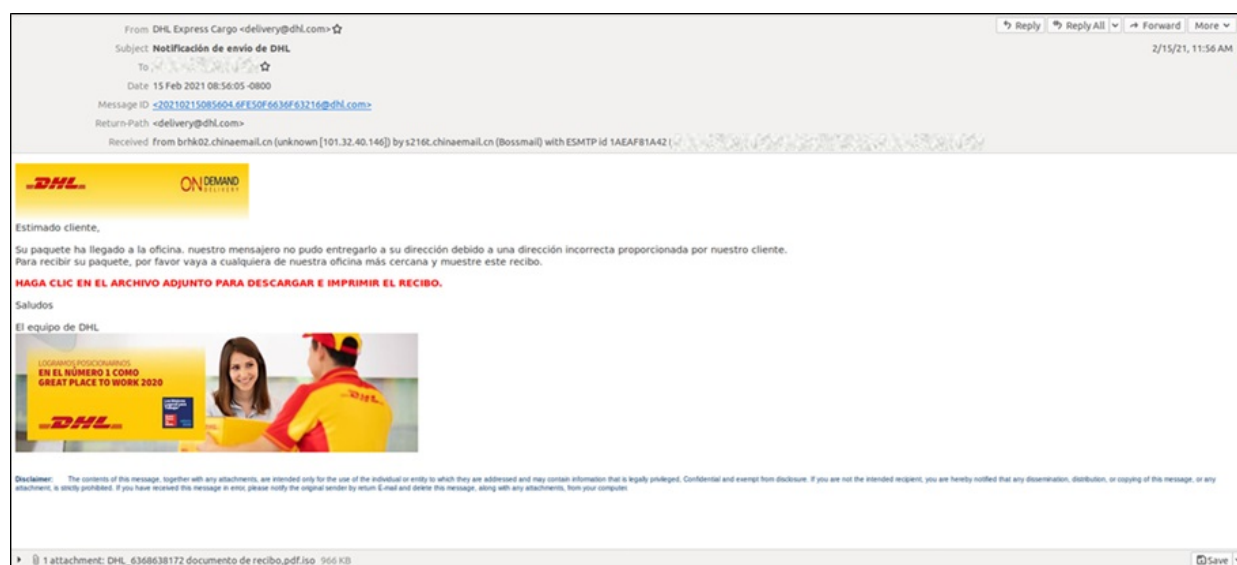 From DHL Express Cargo <delivery@dhl.com>
Reply Reply All Forward More
Subject Notificación de envío de DHL
2/15/21, 11:56 AM
To
Date 15 Feb 2021 08:56:05 -0800
Message ID <20210215085604.6FE50F6636F63216@dhl.com>
Return-Path <delivery@dhl.com>
Received from brhk02.chinaemail.cn (unknown [101.32.40.146]) by s216t.chinaemail.cn (Bossmail) with ESMTP id 1AEAF81A42 (
DHL
ON DEMAND
DELIVERY
Estimado cliente,
Su paquete ha llegado a la oficina. nuestro mensajero no pudo entregarlo a su dirección debido a una dirección incorrecta proporcionada por nuestro cliente.
Para recibir su paquete, por favor vaya a cualquiera de nuestra oficina más cercana y muestre este recibo.
HAGA CLIC EN EL ARCHIVO ADJUNTO PARA DESCARGAR E IMPRIMIR EL RECIBO.
Saludos
El equipo de DHL
LOGRAMOS POSICIONARNOS
EN EL NÚMERO 1 COMO
GREAT PLACE TO WORK 2020
DHL
DHL
Disclaimer: The contents of this message, together with any attachments, are intended only for the use of the individual or entity to which they are addressed and may contain information that is legally privileged, Confidential and exempt from disclosure. If you are not the intended recipient, you are hereby notified that any dissemination, distribution, or copying of this message, or any
attachment, is strictly prohibited. If you have received this message in error, please notify the original sender by return E-mail and delete this message, along with any attachments, from your computer.
1 attachment: DHL_6368638172 documento de recibo,pdf.iso 966 KB
Save